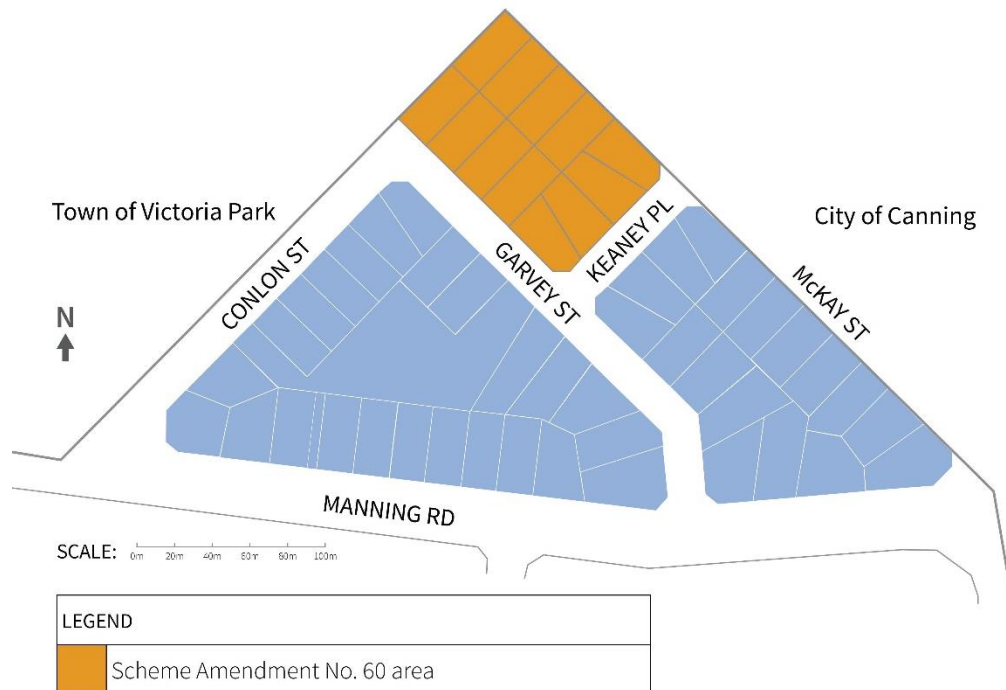 Town of Victoria Park
City of Canning
KEANEY PL
GARVEY ST
CONLON ST
McKAY ST
N
MANNING RD
SCALE:
0m 20m 40m 60m 80m 100m
LEGEND
Scheme Amendment No. 60 area